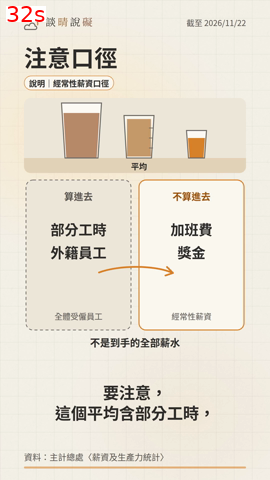 32s
談晴說礙
截至 2026/11/22
注意口徑
說明｜經常性薪資口徑
平均
算進去
部分工時
外籍員工
全體受僱員工
不算進去
加班費
獎金
經常性薪資
不是到手的全部薪水
要注意，
這個平均含部分工時，
資料：主計總處〈薪資及生產力統計〉